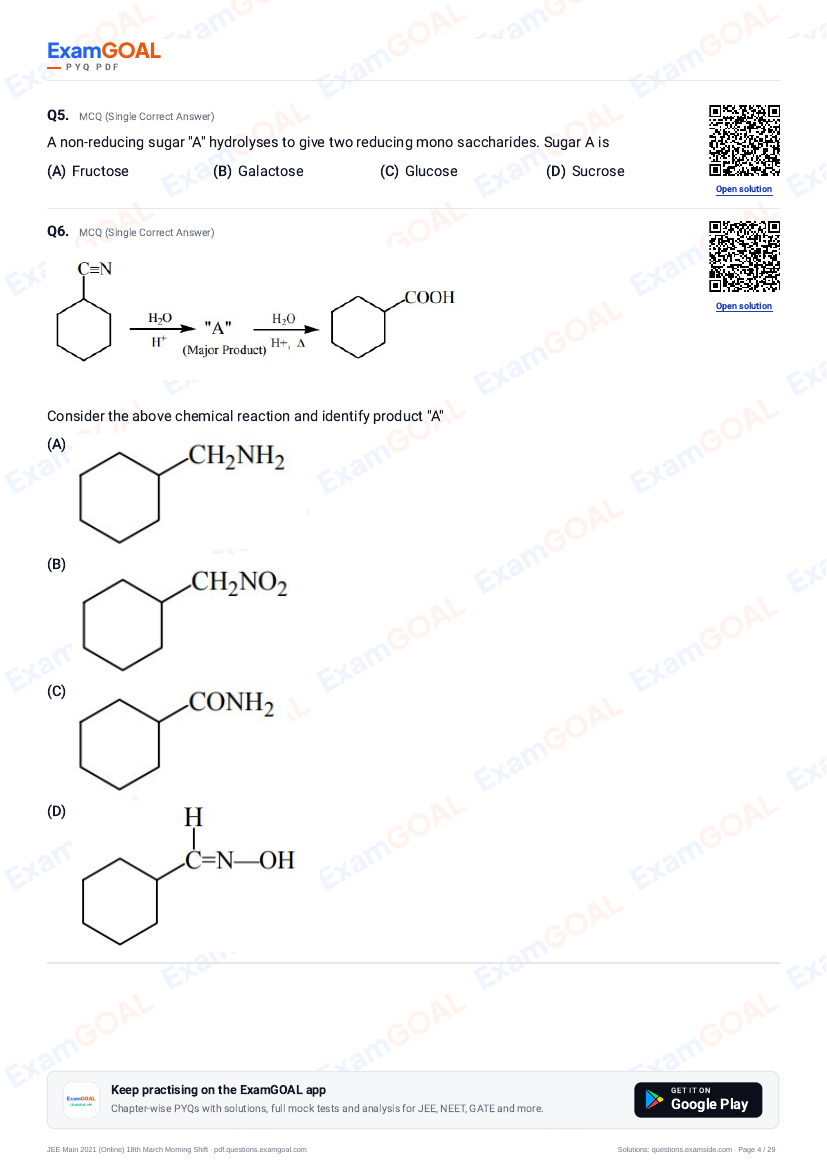 ExamGOAL
PYQ PDF
Q5. MCQ (Single Correct Answer)
A non-reducing sugar "A" hydrolyses to give two reducing mono saccharides. Sugar A is
(A) Fructose (B) Galactose (C) Glucose (D) Sucrose
Open solution
Q6. MCQ (Single Correct Answer)
Open solution
C≡N
COOH
H₂O "A" H₂O
H⁺ (Major Product) H+, Δ
Consider the above chemical reaction and identify product "A"
(A) CH₂NH₂
(B) CH₂NO₂
(C) CONH₂
(D) H
C=N—OH
Keep practising on the ExamGOAL app
Chapter-wise PYQs with solutions, full mock tests and analysis for JEE, NEET, GATE and more.
GET IT ON
Google Play
JEE Main 2021 (Online) 18th March Morning Shift · pdf.questions.examgoal.com Solutions: questions.examside.com · Page 4 / 29